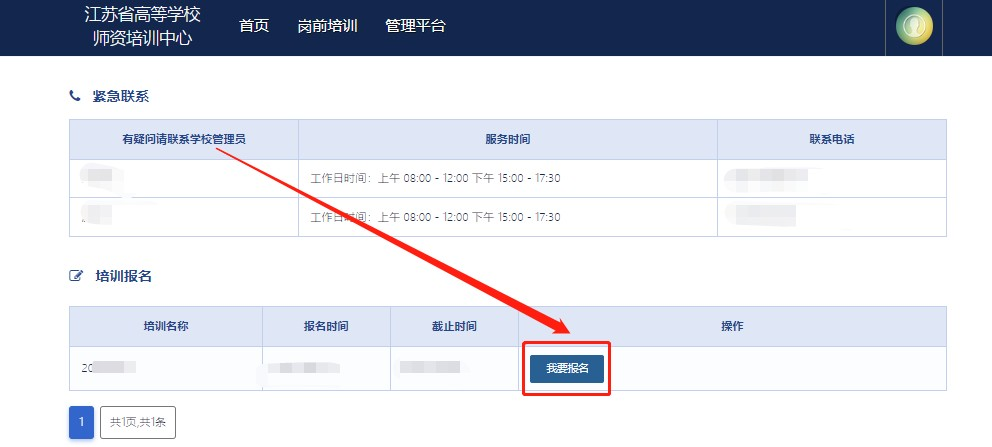 江苏省高等学校
师资培训中心
首页 岗前培训 管理平台
紧急联系
有疑问请联系学校管理员 服务时间 联系电话
工作日时间：上午 08:00 - 12:00 下午 15:00 - 17:30
工作日时间：上午 08:00 - 12:00 下午 15:00 - 17:30
培训报名
培训名称 报名时间 截止时间 操作
20 我要报名
1 共1页,共1条